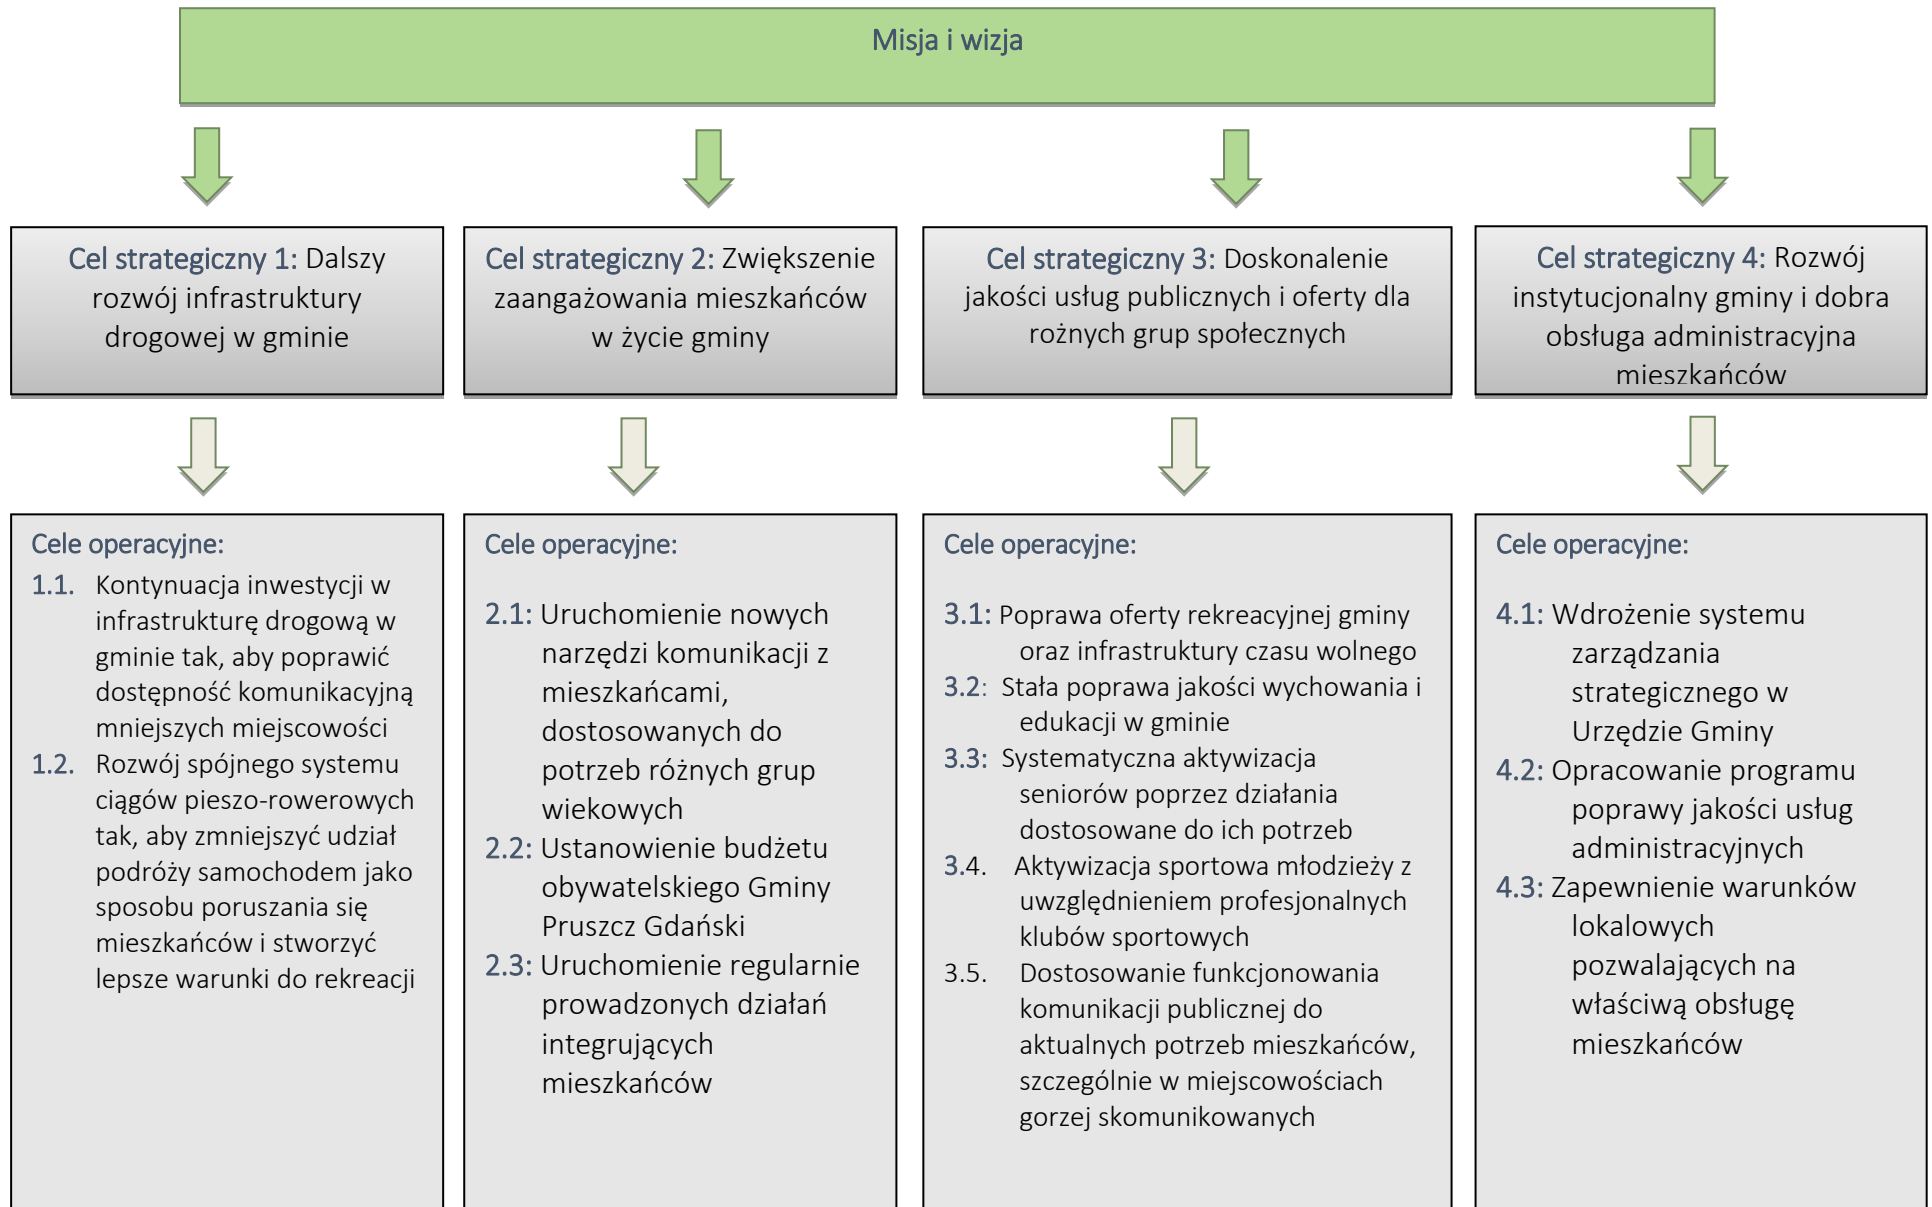 Misja i wizja
Cel strategiczny 1: Dalszy
rozwój infrastruktury
drogowej w gminie
Cel strategiczny 2: Zwiększenie
zaangażowania mieszkańców
w życie gminy
Cel strategiczny 3: Doskonalenie
jakości usług publicznych i oferty dla
rożnych grup społecznych
Cel strategiczny 4: Rozwój
instytucjonalny gminy i dobra
obsługa administracyjna
mieszkańców
Cele operacyjne:
1.1. Kontynuacja inwestycji w
infrastrukturę drogową w
gminie tak, aby poprawić
dostępność komunikacyjną
mniejszych miejscowości
1.2. Rozwój spójnego systemu
ciągów pieszo-rowerowych
tak, aby zmniejszyć udział
podróży samochodem jako
sposobu poruszania się
mieszkańców i stworzyć
lepsze warunki do rekreacji
Cele operacyjne:
2.1: Uruchomienie nowych
narzędzi komunikacji z
mieszkańcami,
dostosowanych do
potrzeb różnych grup
wiekowych
2.2: Ustanowienie budżetu
obywatelskiego Gminy
Pruszcz Gdański
2.3: Uruchomienie regularnie
prowadzonych działań
integrujących
mieszkańców
Cele operacyjne:
3.1: Poprawa oferty rekreacyjnej gminy
oraz infrastruktury czasu wolnego
3.2: Stała poprawa jakości wychowania i
edukacji w gminie
3.3: Systematyczna aktywizacja
seniorów poprzez działania
dostosowane do ich potrzeb
3.4. Aktywizacja sportowa młodzieży z
uwzględnieniem profesjonalnych
klubów sportowych
3.5. Dostosowanie funkcjonowania
komunikacji publicznej do
aktualnych potrzeb mieszkańców,
szczególnie w miejscowościach
gorzej skomunikowanych
Cele operacyjne:
4.1: Wdrożenie systemu
zarządzania
strategicznego w
Urzędzie Gminy
4.2: Opracowanie programu
poprawy jakości usług
administracyjnych
4.3: Zapewnienie warunków
lokalowych
pozwalających na
właściwą obsługę
mieszkańców